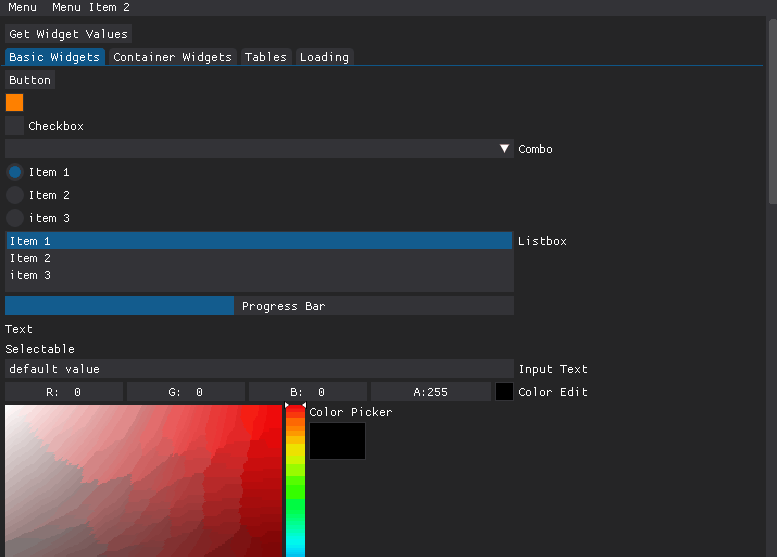 Menu Menu Item 2
Get Widget Values
Basic Widgets Container Widgets Tables Loading
Button
Checkbox
Combo
Item 1
Item 2
item 3
Item 1 Listbox
Item 2
item 3
Progress Bar
Text
Selectable
default value Input Text
R: 0 G: 0 B: 0 A:255 Color Edit
Color Picker